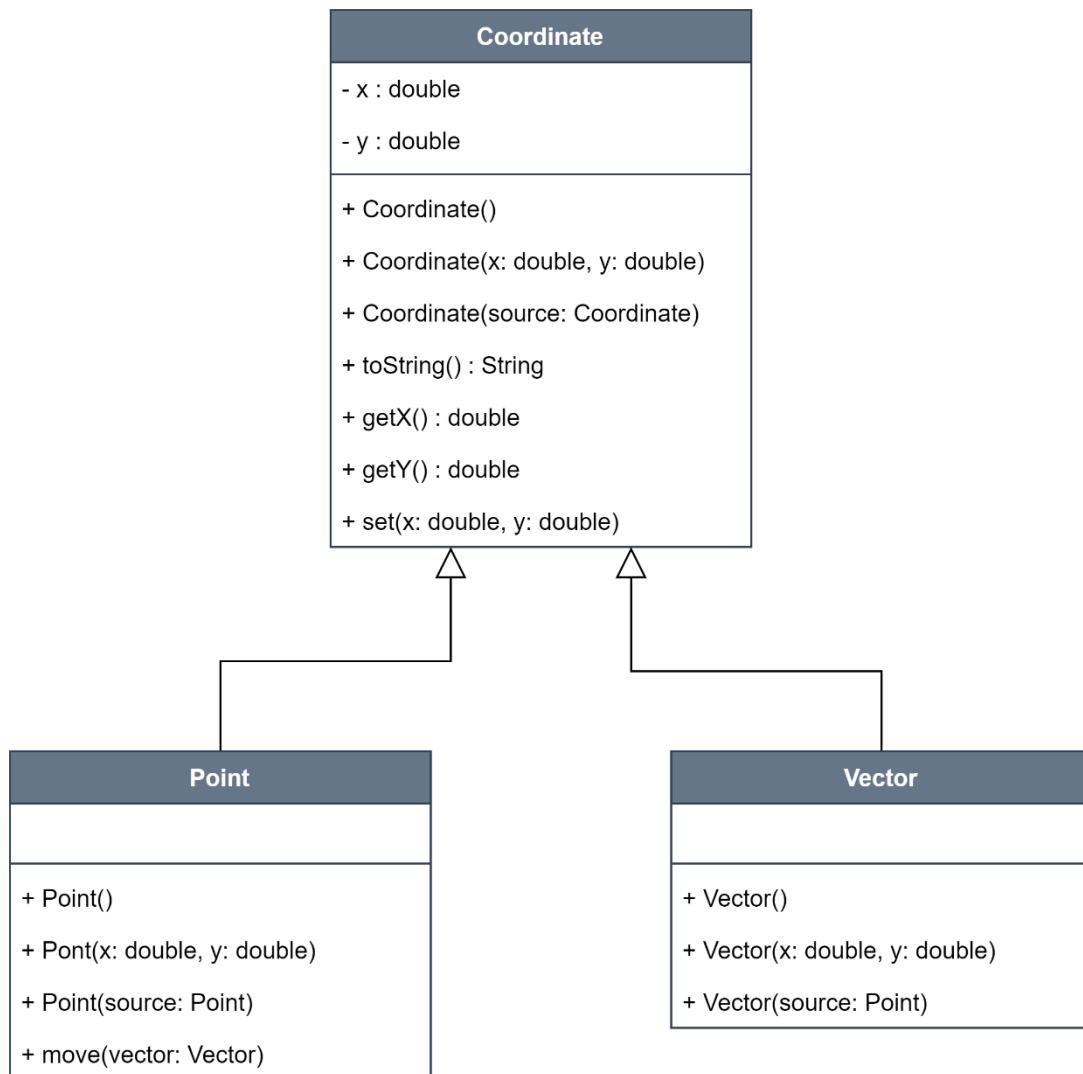 Coordinate
- x : double
- y : double
+ Coordinate()
+ Coordinate(x: double, y: double)
+ Coordinate(source: Coordinate)
+ toString() : String
+ getX() : double
+ getY() : double
+ set(x: double, y: double)
Point
+ Point()
+ Pont(x: double, y: double)
+ Point(source: Point)
+ move(vector: Vector)
Vector
+ Vector()
+ Vector(x: double, y: double)
+ Vector(source: Point)